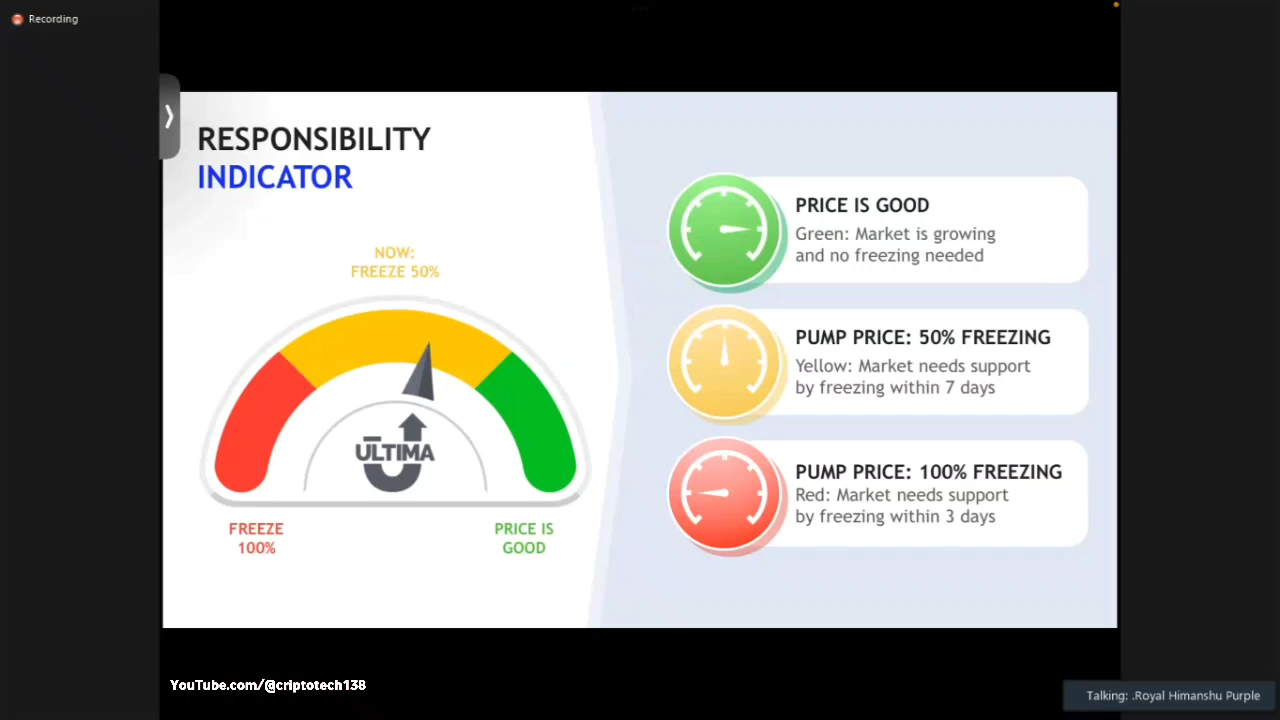 Recording
RESPONSIBILITY
INDICATOR
NOW:
FREEZE 50%
ULTIMA
FREEZE
100%
PRICE IS
GOOD
PRICE IS GOOD
Green: Market is growing
and no freezing needed
PUMP PRICE: 50% FREEZING
Yellow: Market needs support
by freezing within 7 days
PUMP PRICE: 100% FREEZING
Red: Market needs support
by freezing within 3 days
YouTube.com/@criptotech138
Talking: .Royal Himanshu Purple